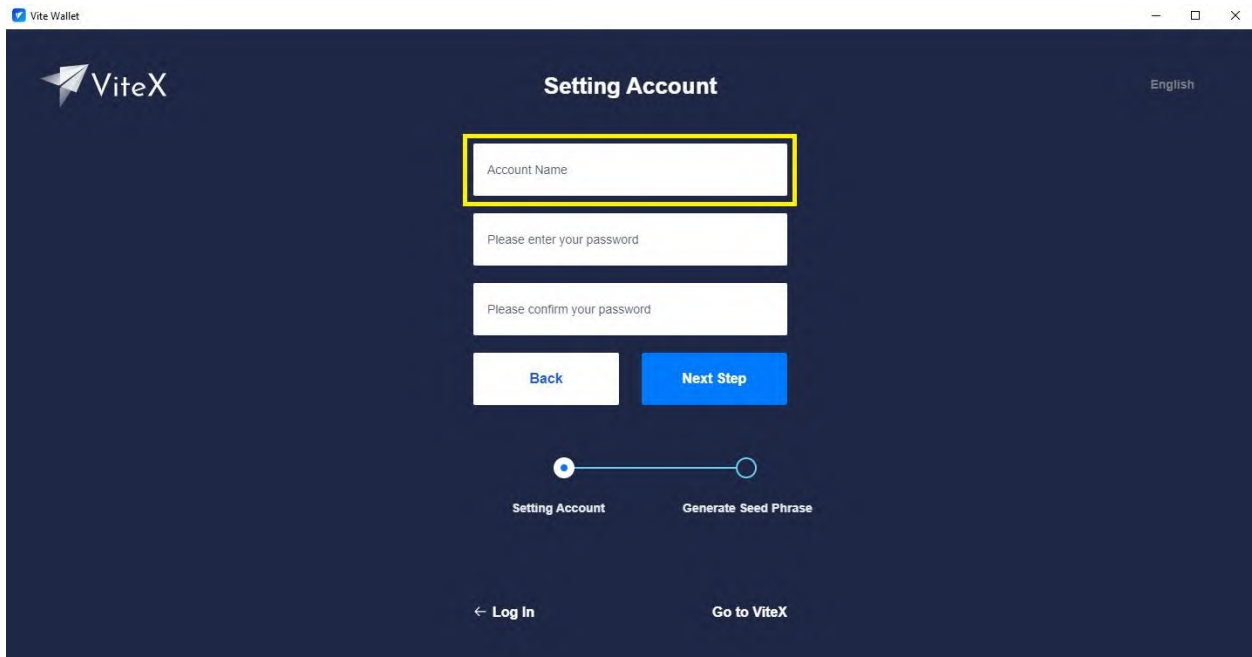 Vite Wallet
ViteX
Setting Account
English
Account Name
Please enter your password
Please confirm your password
Back
Next Step
Setting Account
Generate Seed Phrase
← Log In
Go to ViteX